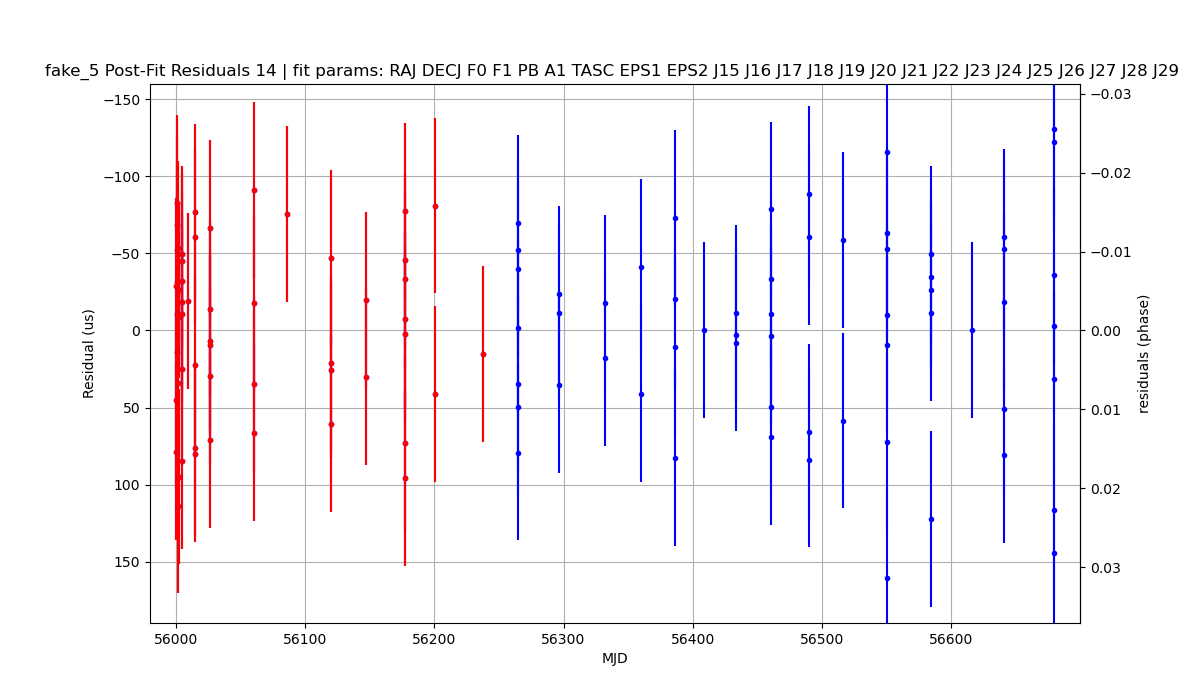 fake_5 Post-Fit Residuals 14 | fit params: RAJ DECJ F0 F1 PB A1 TASC EPS1 EPS2 J15 J16 J17 J18 J19 J20 J21 J22 J23 J24 J25 J26 J27 J28 J29
−150
−100
−50
0
50
100
150
Residual (us)
−0.03
−0.02
−0.01
0.00
0.01
0.02
0.03
residuals (phase)
56000 56100 56200 56300 56400 56500 56600
MJD